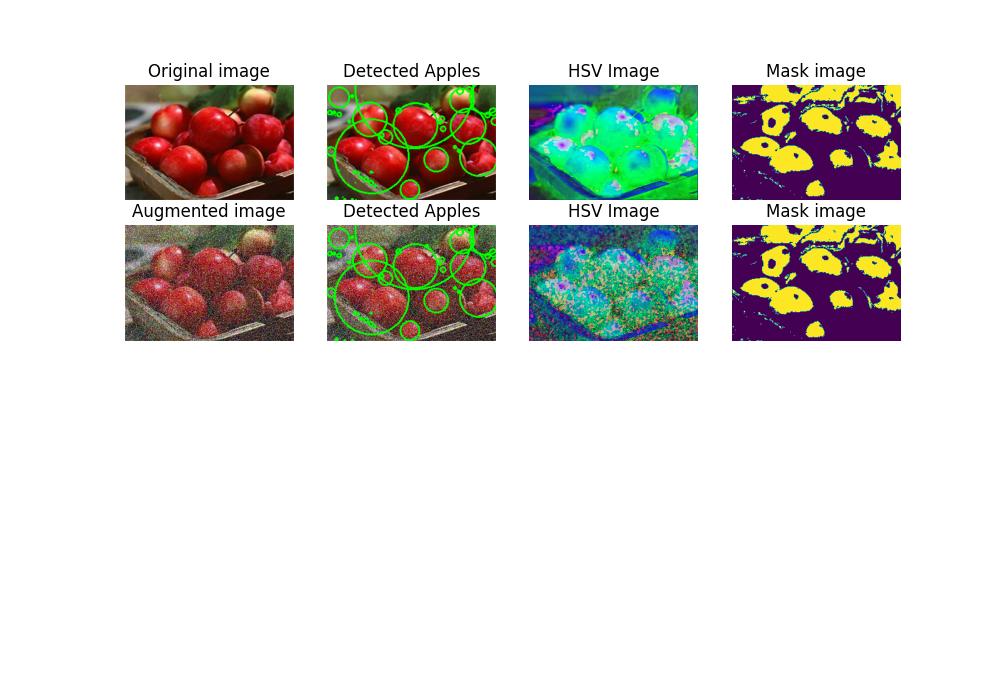 Original image
Detected Apples
HSV Image
Mask image
Augmented image
Detected Apples
HSV Image
Mask image